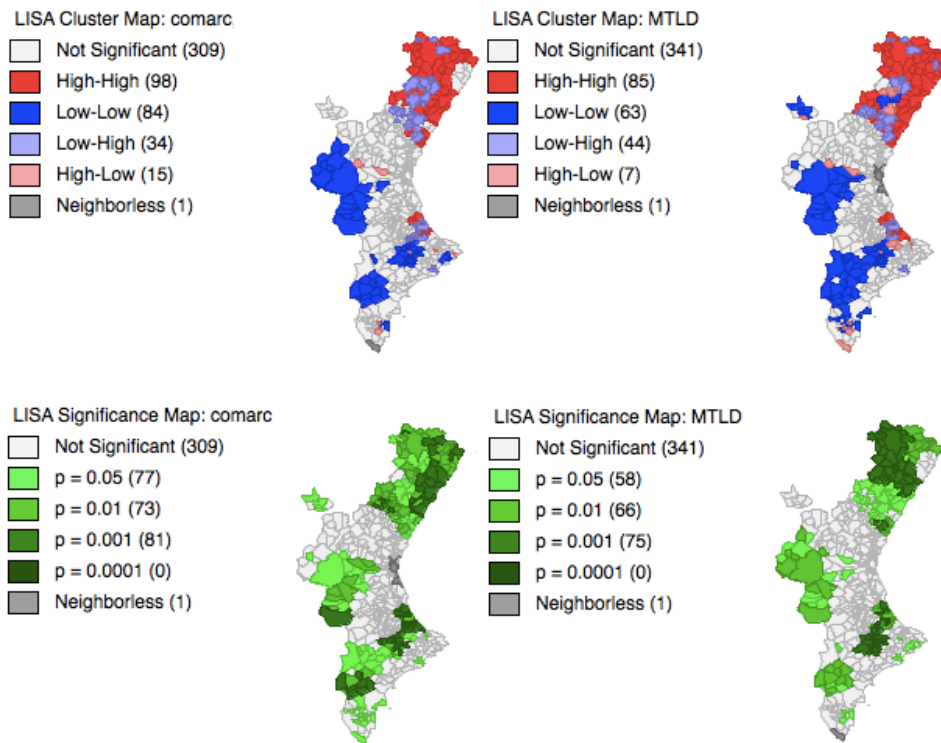 LISA Cluster Map: comarc
Not Significant (309)
High-High (98)
Low-Low (84)
Low-High (34)
High-Low (15)
Neighborless (1)
LISA Cluster Map: MTLD
Not Significant (341)
High-High (85)
Low-Low (63)
Low-High (44)
High-Low (7)
Neighborless (1)
LISA Significance Map: comarc
Not Significant (309)
p = 0.05 (77)
p = 0.01 (73)
p = 0.001 (81)
p = 0.0001 (0)
Neighborless (1)
LISA Significance Map: MTLD
Not Significant (341)
p = 0.05 (58)
p = 0.01 (66)
p = 0.001 (75)
p = 0.0001 (0)
Neighborless (1)